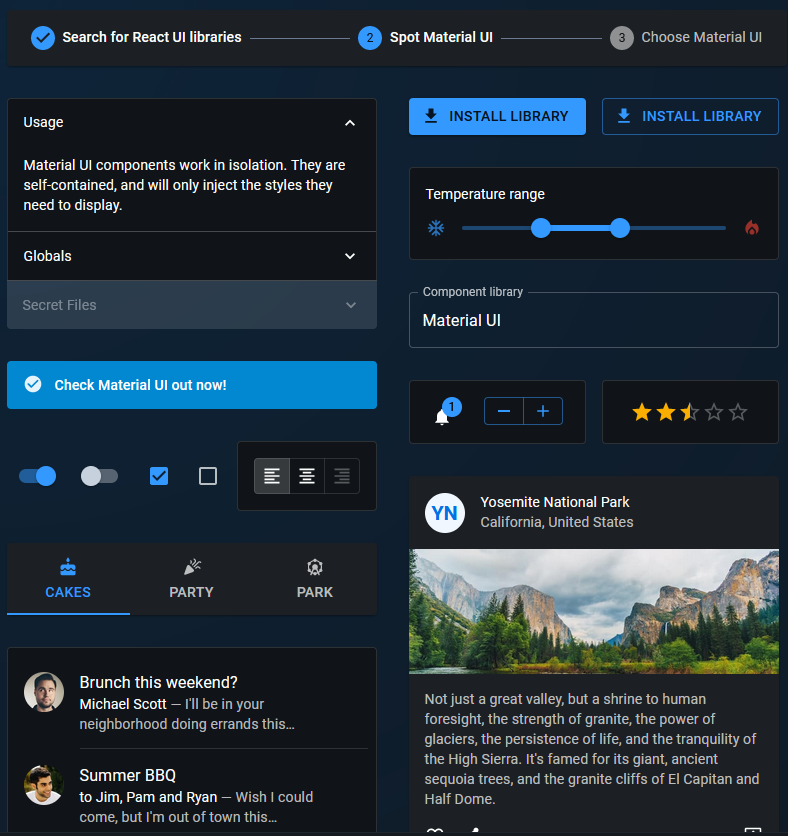 Search for React UI libraries
2
Spot Material UI
3
Choose Material UI
Usage
Material UI components work in isolation. They are
self-contained, and will only inject the styles they
need to display.
Globals
Secret Files
Check Material UI out now!
CAKES
PARTY
PARK
Brunch this weekend?
Michael Scott — I'll be in your
neighborhood doing errands this…
Summer BBQ
to Jim, Pam and Ryan — Wish I could
come, but I'm out of town this…
INSTALL LIBRARY
INSTALL LIBRARY
Temperature range
Component library
Material UI
1
YN
Yosemite National Park
California, United States
Not just a great valley, but a shrine to human
foresight, the strength of granite, the power of
glaciers, the persistence of life, and the tranquility of
the High Sierra. It's famed for its giant, ancient
sequoia trees, and the granite cliffs of El Capitan and
Half Dome.